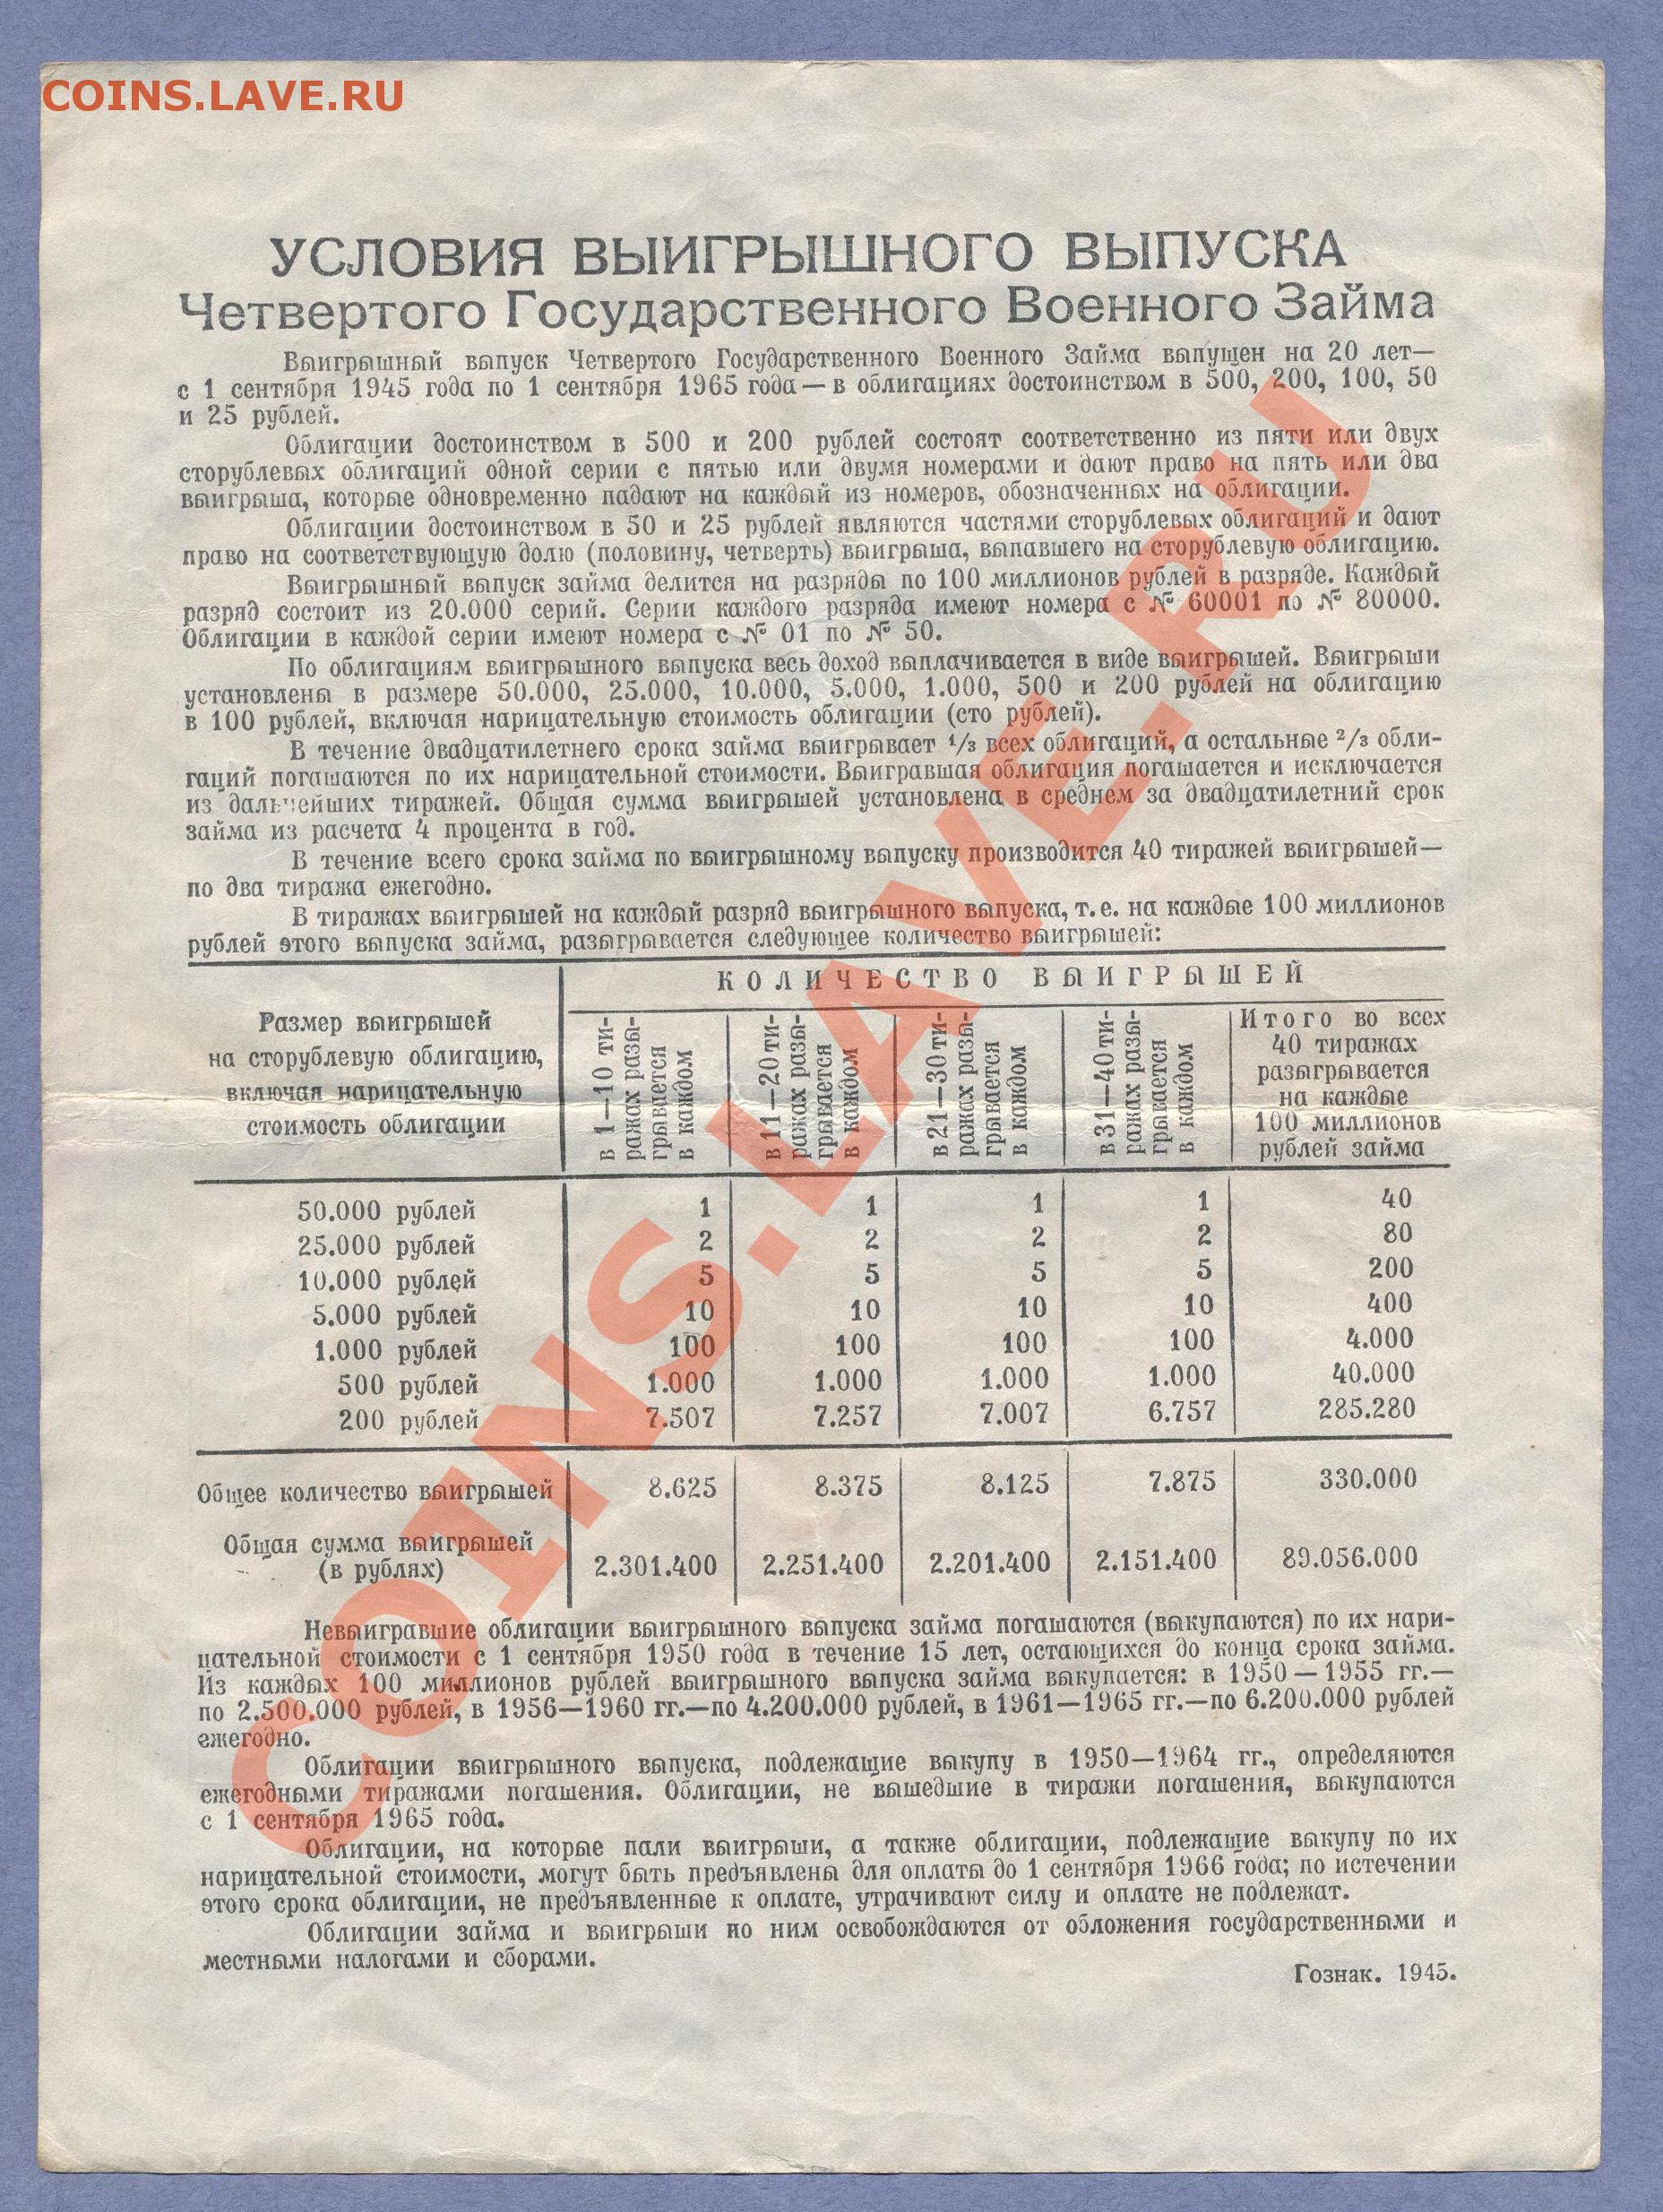 COINS.LAVE.RU
УСЛОВИЯ ВЫИГРЫШНОГО ВЫПУСКА
Четвертого Государственного Военного Займа
Выигрышный выпуск Четвертого Государственного Военного Займа выпущен на 20 лет—
с 1 сентября 1945 года по 1 сентября 1965 года — в облигациях достоинством в 500, 200, 100, 50
и 25 рублей.
Облигации достоинством в 500 и 200 рублей состоят соответственно из пяти или двух
сторублевых облигаций одной серии с пятью или двумя номерами и дают право на пять или два
выигрыша, которые одновременно падают на каждый из номеров, обозначенных на облигации.
Облигации достоинством в 50 и 25 рублей являются частями сторублевых облигаций и дают
право на соответствующую долю (половину, четверть) выигрыша, выпавшего на сторублевую облигацию.
Выигрышный выпуск займа делится на разряды по 100 миллионов рублей в разряде. Каждый
разряд состоит из 20.000 серий. Серии каждого разряда имеют номера с № 60001 по № 80000.
Облигации в каждой серии имеют номера с № 01 по № 50.
По облигациям выигрышного выпуска весь доход выплачивается в виде выигрышей. Выигрыши
установлены в размере 50.000, 25.000, 10.000, 5.000, 1.000, 500 и 200 рублей на облигацию
в 100 рублей, включая нарицательную стоимость облигации (сто рублей).
В течение двадцатилетнего срока займа выигрывает 1/3 всех облигаций, а остальные 2/3 обли-
гаций погашаются по их нарицательной стоимости. Выигравшая облигация погашается и исключается
из дальнейших тиражей. Общая сумма выигрышей установлена в среднем за двадцатилетний срок
займа из расчета 4 процента в год.
В течение всего срока займа по выигрышному выпуску производится 40 тиражей выигрышей—
по два тиража ежегодно.
В тиражах выигрышей на каждый разряд выигрышного выпуска, т. е. на каждые 100 миллионов
рублей этого выпуска займа, разыгрывается следующее количество выигрышей:
КОЛИЧЕСТВО ВЫИГРЫШЕЙ
Размер выигрышей
на сторублевую облигацию,
включая нарицательную
стоимость облигации
в 1—10 ти-
ражах разы-
грывается
в каждом
в 11—20 ти-
ражах разы-
грывается
в каждом
в 21—30 ти-
ражах разы-
грывается
в каждом
в 31—40 ти-
ражах разы-
грывается
в каждом
Итого во всех
40 тиражах
разыгрывается
на каждые
100 миллионов
рублей займа
50.000 рублей 1 1 1 1 40
25.000 рублей 2 2 2 2 80
10.000 рублей 5 5 5 5 200
5.000 рублей 10 10 10 10 400
1.000 рублей 100 100 100 100 4.000
500 рублей 1.000 1.000 1.000 1.000 40.000
200 рублей 7.507 7.257 7.007 6.757 285.280
Общее количество выигрышей 8.625 8.375 8.125 7.875 330.000
Общая сумма выигрышей
(в рублях) 2.301.400 2.251.400 2.201.400 2.151.400 89.056.000
Невыигравшие облигации выигрышного выпуска займа погашаются (выкупаются) по их нари-
цательной стоимости с 1 сентября 1950 года в течение 15 лет, остающихся до конца срока займа.
Из каждых 100 миллионов рублей выигрышного выпуска займа выкупается: в 1950 — 1955 гг.—
по 2.500.000 рублей, в 1956—1960 гг.—по 4.200.000 рублей, в 1961—1965 гг.—по 6.200.000 рублей
ежегодно.
Облигации выигрышного выпуска, подлежащие выкупу в 1950—1964 гг., определяются
ежегодными тиражами погашения. Облигации, не вышедшие в тиражи погашения, выкупаются
с 1 сентября 1965 года.
Облигации, на которые пали выигрыши, а также облигации, подлежащие выкупу по их
нарицательной стоимости, могут быть предъявлены для оплаты до 1 сентября 1966 года; по истечении
этого срока облигации, не предъявленные к оплате, утрачивают силу и оплате не подлежат.
Облигации займа и выигрыши по ним освобождаются от обложения государственными и
местными налогами и сборами.
Гознак. 1945.
COINS.LAVE.RU